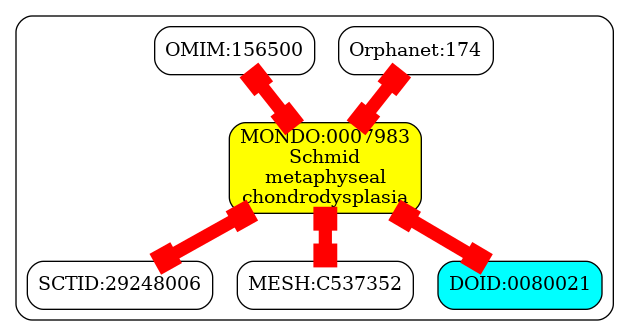 OMIM:156500
Orphanet:174
MONDO:0007983
Schmid
metaphyseal
chondrodysplasia
SCTID:29248006
MESH:C537352
DOID:0080021